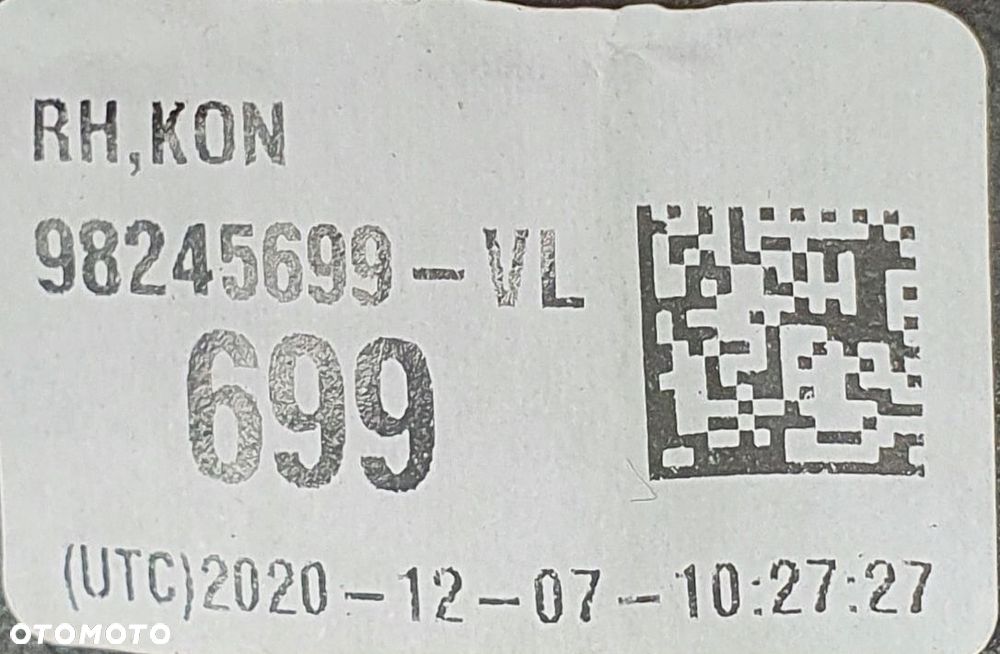 RH,KON
98245699-VL
699
(UTC)2020-12-07-10:27:27
OTOMOTO